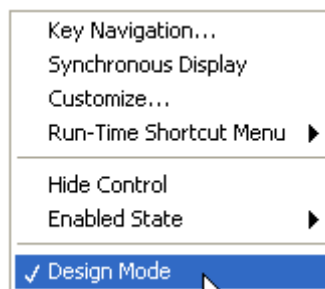 Key Navigation...
Synchronous Display
Customize...
Run-Time Shortcut Menu
Hide Control
Enabled State
Design Mode